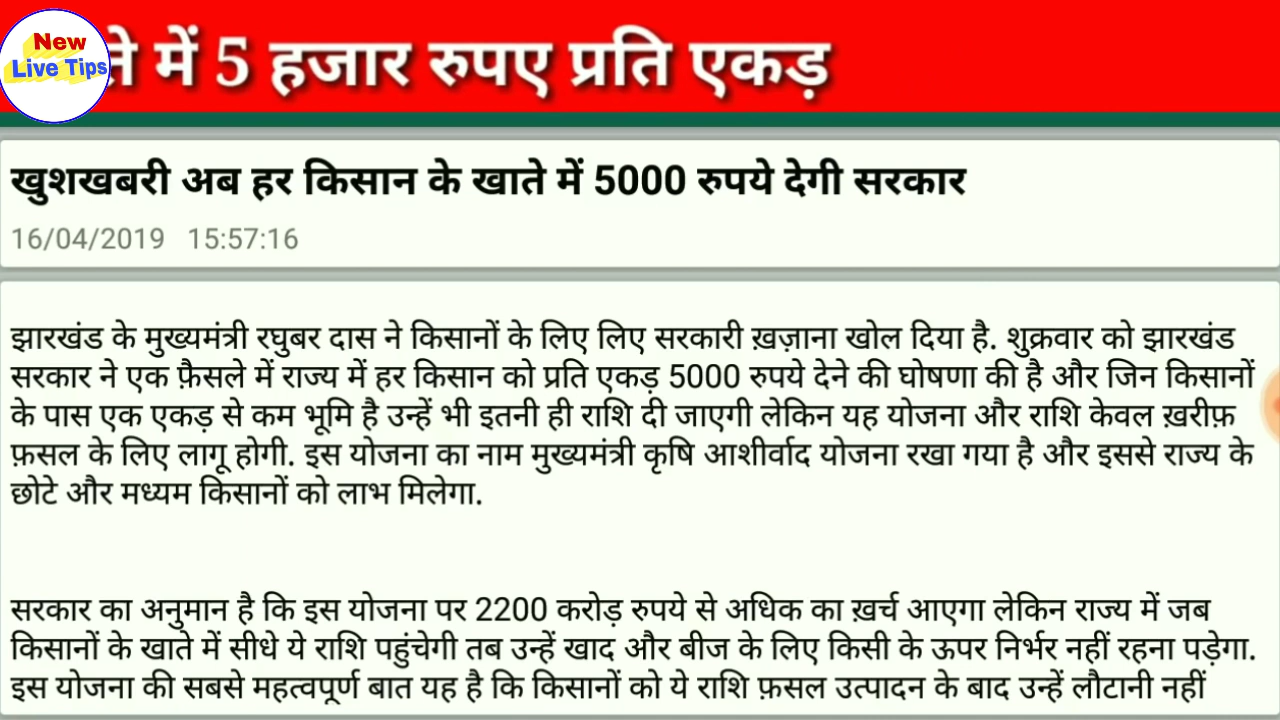 New
Live Tips
में 5 हजार रुपए प्रति एकड़
खुशखबरी अब हर किसान के खाते में 5000 रुपये देगी सरकार
16/04/2019 15:57:16
झारखंड के मुख्यमंत्री रघुबर दास ने किसानों के लिए लिए सरकारी ख़ज़ाना खोल दिया है. शुक्रवार को झारखंड
सरकार ने एक फ़ैसले में राज्य में हर किसान को प्रति एकड़ 5000 रुपये देने की घोषणा की है और जिन किसानों
के पास एक एकड़ से कम भूमि है उन्हें भी इतनी ही राशि दी जाएगी लेकिन यह योजना और राशि केवल ख़रीफ़
फ़सल के लिए लागू होगी. इस योजना का नाम मुख्यमंत्री कृषि आशीर्वाद योजना रखा गया है और इससे राज्य के
छोटे और मध्यम किसानों को लाभ मिलेगा.
सरकार का अनुमान है कि इस योजना पर 2200 करोड़ रुपये से अधिक का ख़र्च आएगा लेकिन राज्य में जब
किसानों के खाते में सीधे ये राशि पहुंचेगी तब उन्हें खाद और बीज के लिए किसी के ऊपर निर्भर नहीं रहना पड़ेगा.
इस योजना की सबसे महत्वपूर्ण बात यह है कि किसानों को ये राशि फ़सल उत्पादन के बाद उन्हें लौटानी नहीं